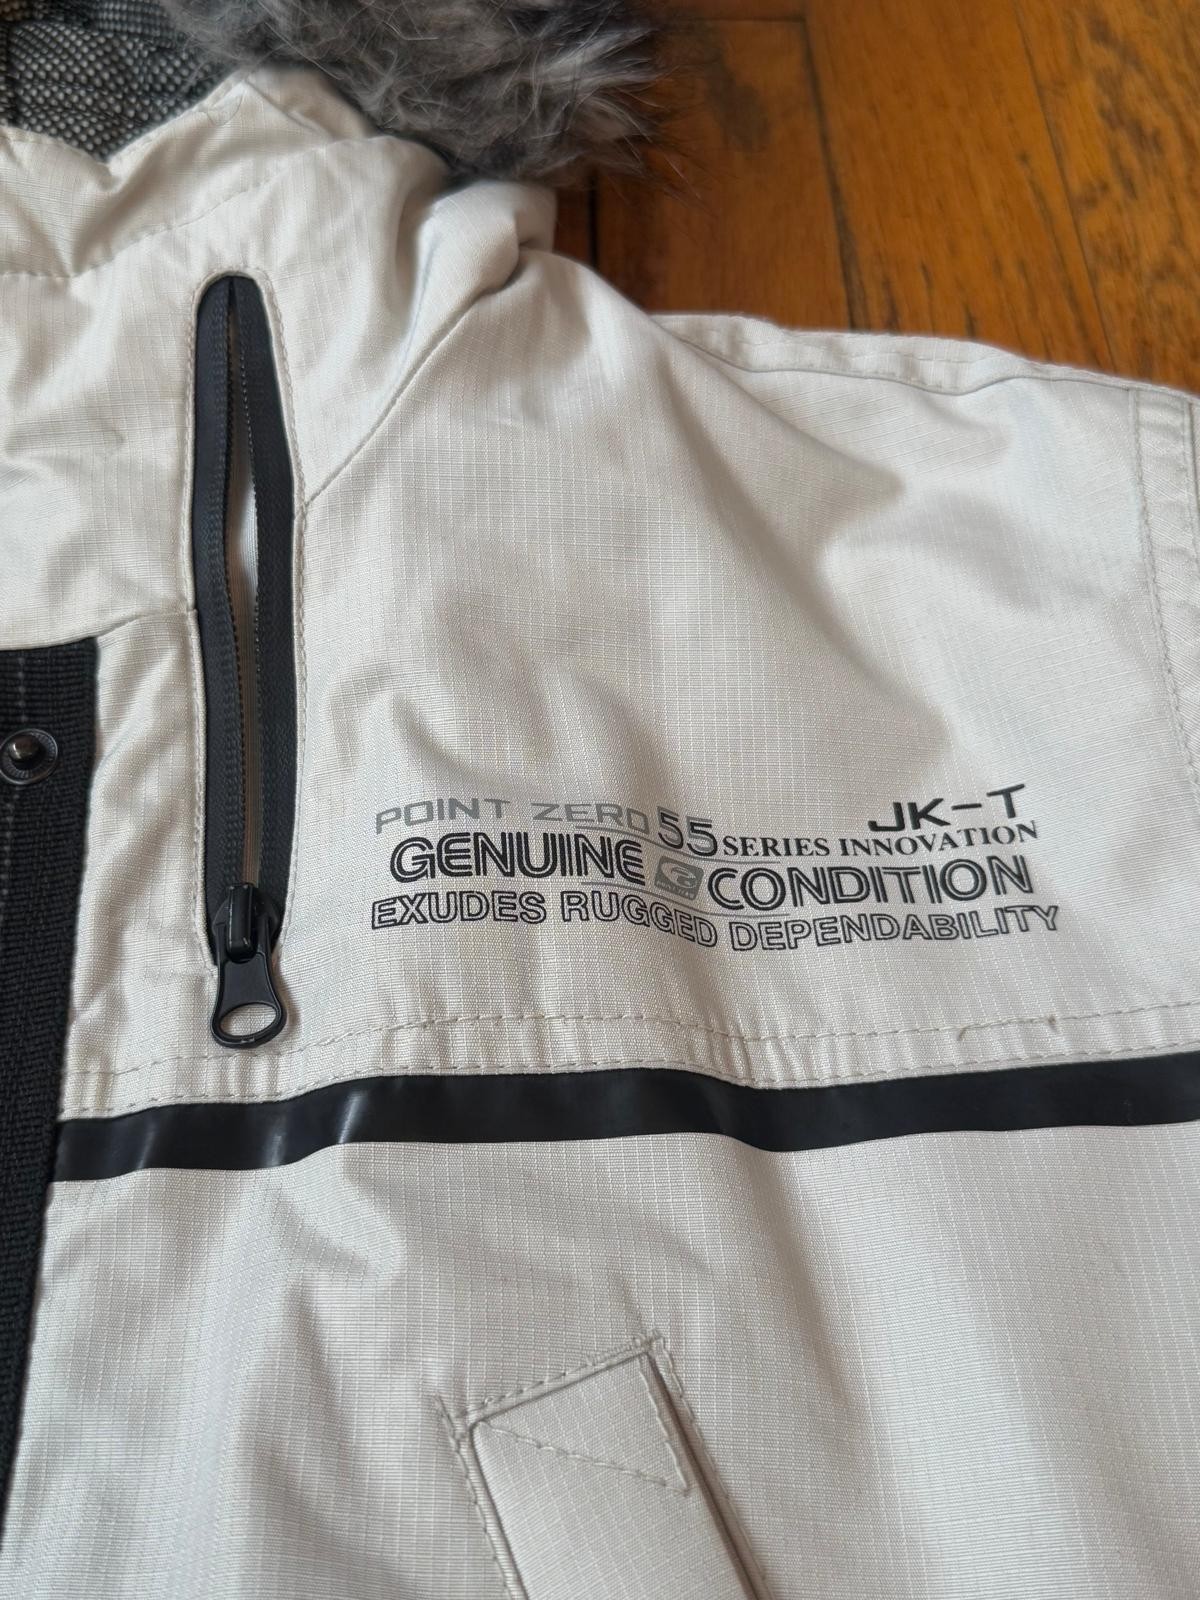 POINT ZERO 55 JK-T
SERIES INNOVATION
GENUINE CONDITION
EXUDES RUGGED DEPENDABILITY